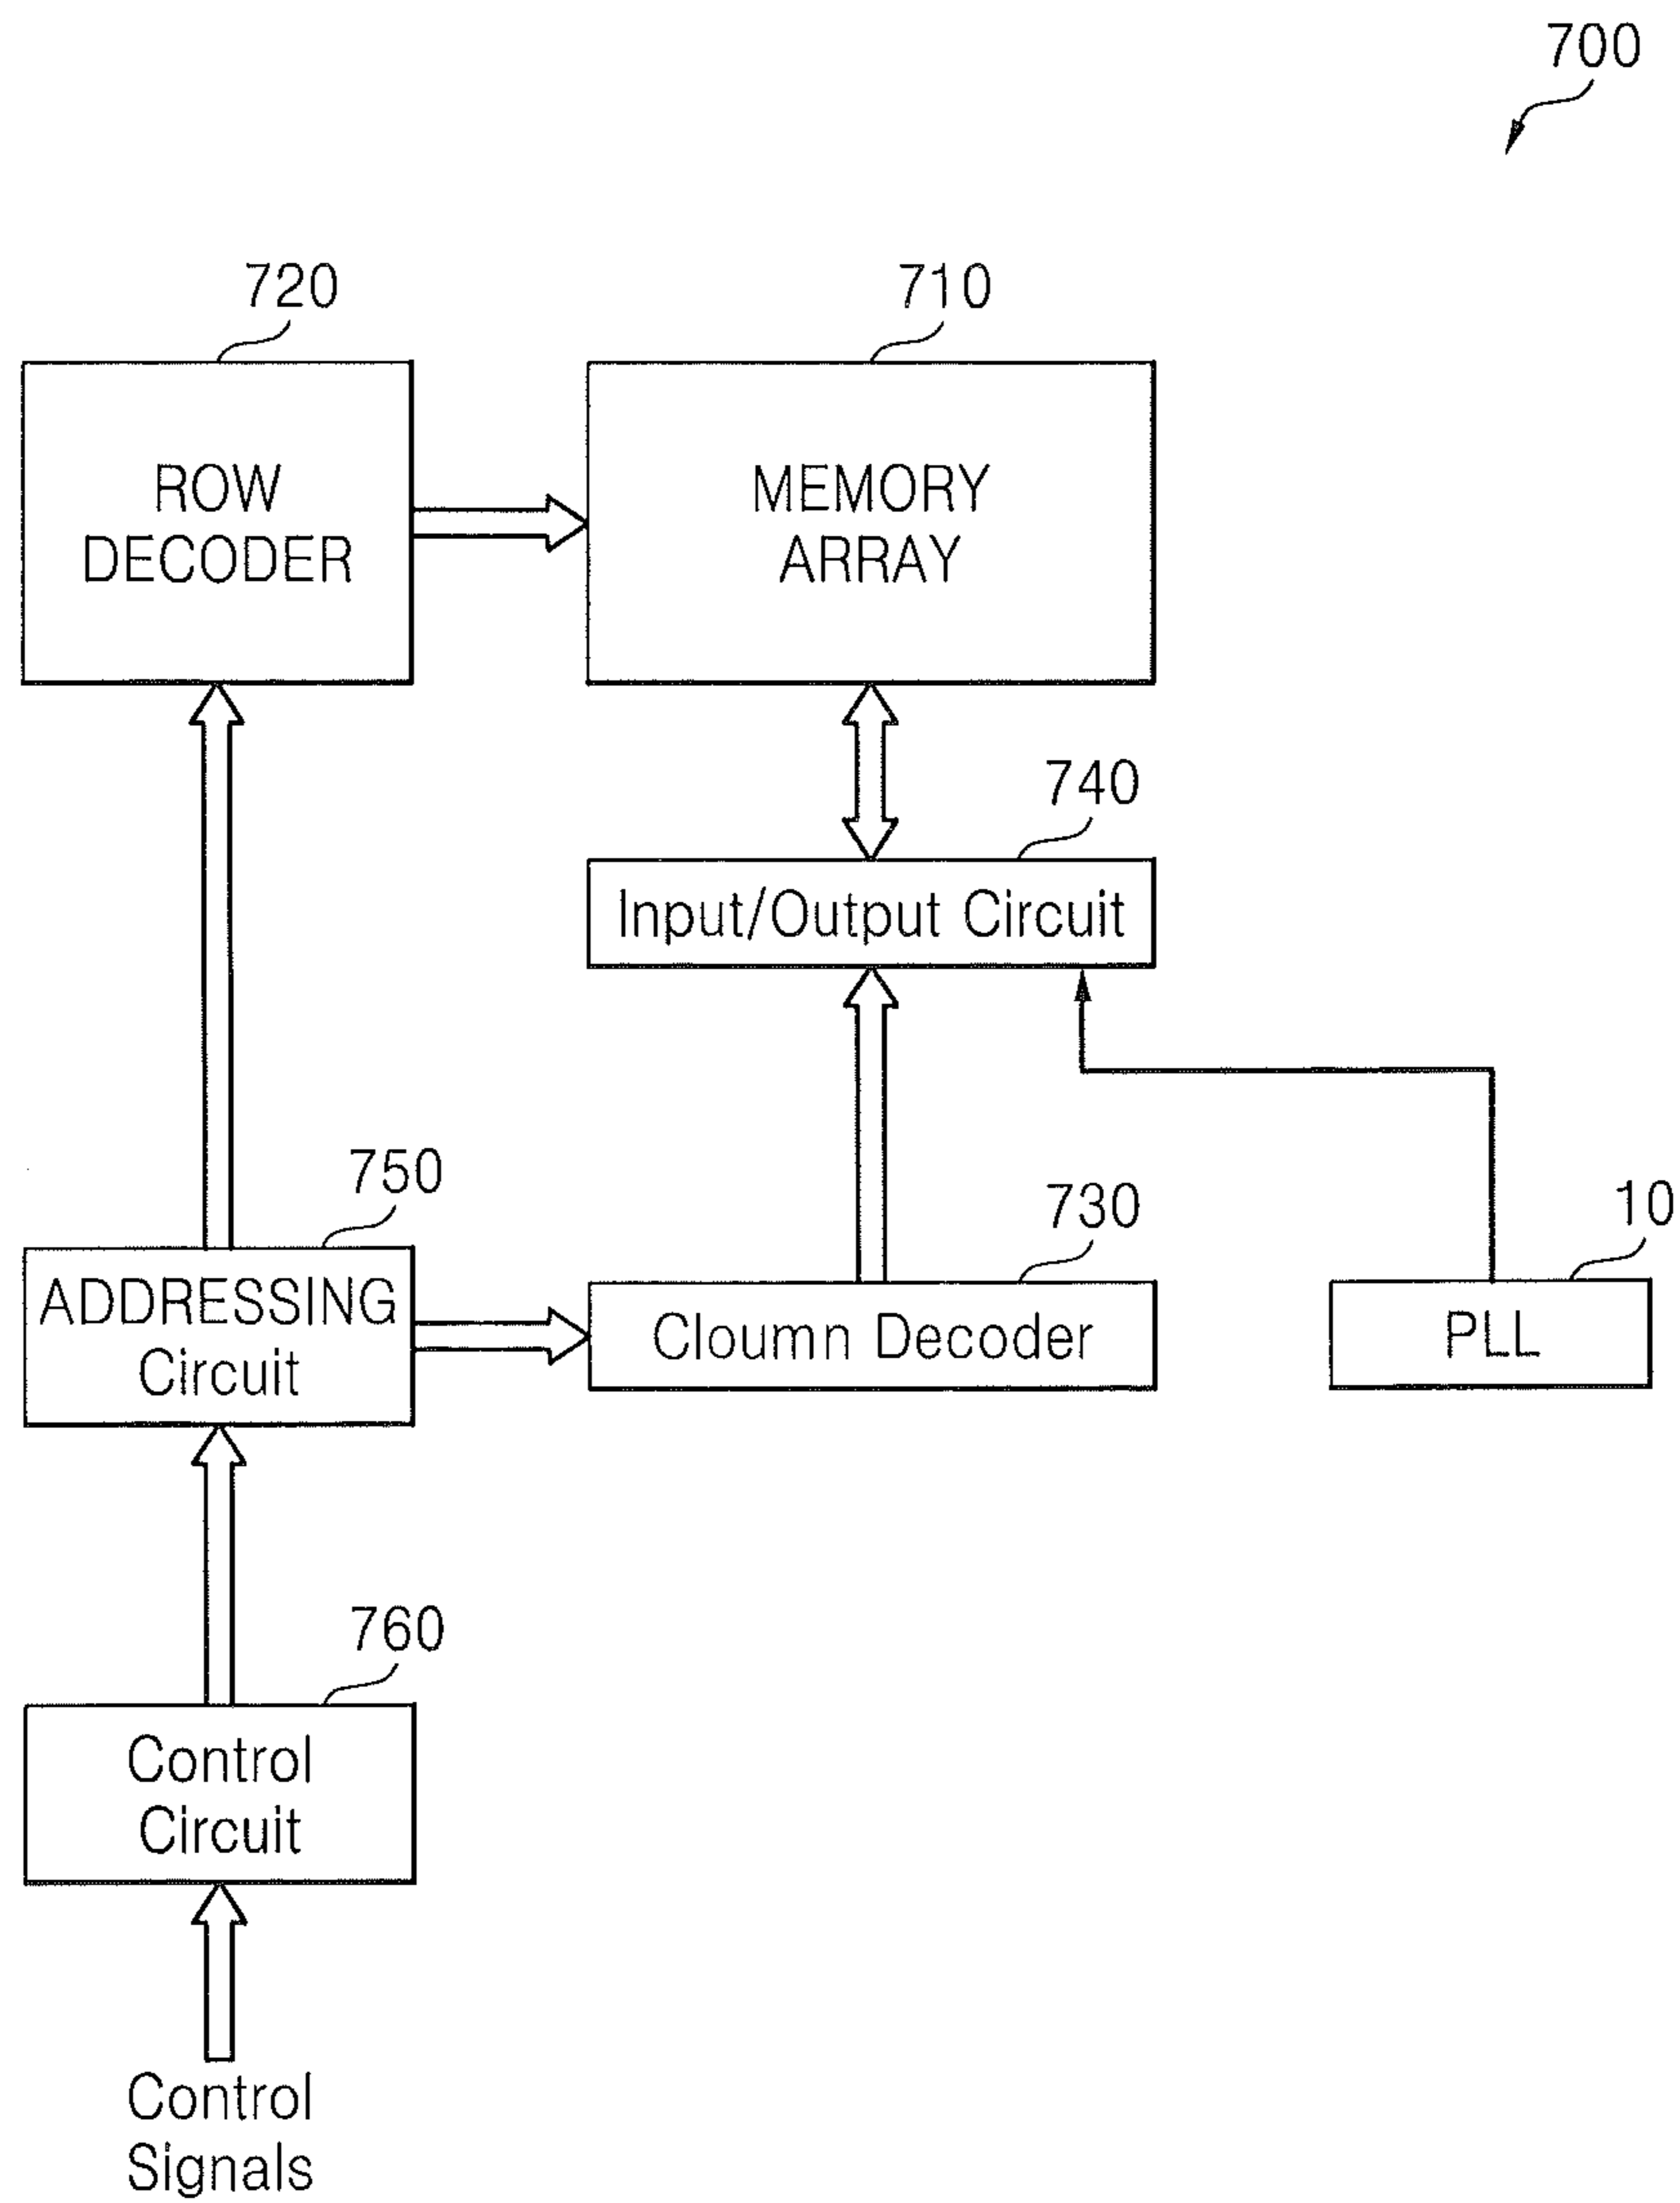 700
720
710
ROW
DECODER
MEMORY
ARRAY
740
Input/Output Circuit
750
730
10
ADDRESSING
Circuit
Cloumn Decoder
PLL
760
Control
Circuit
Control
Signals